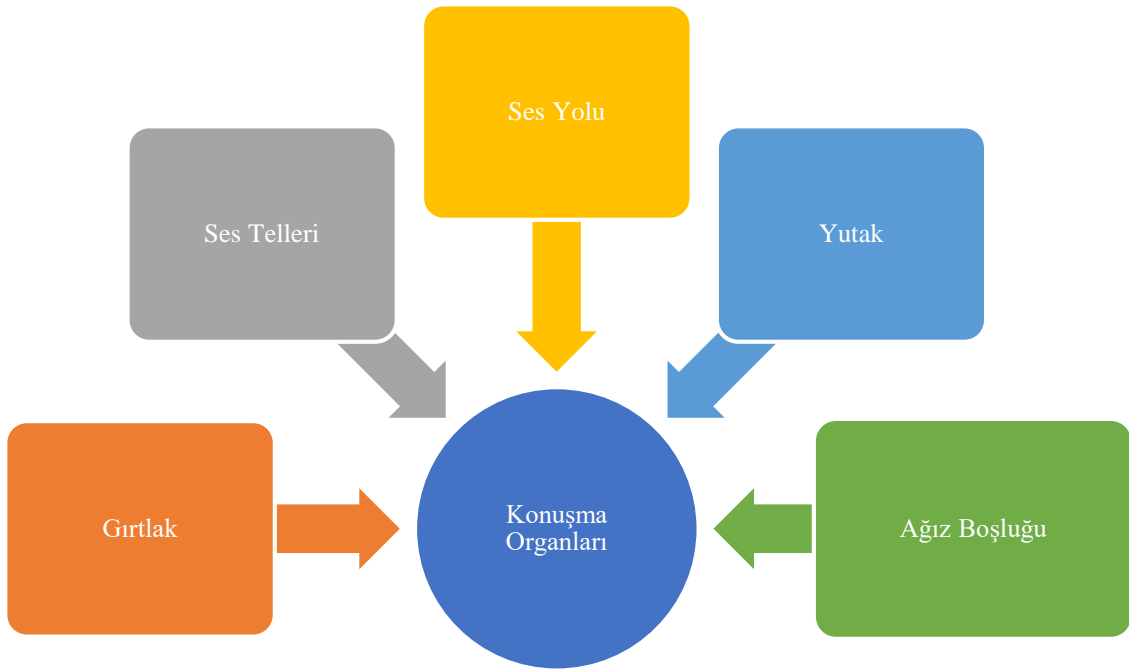 Ses Yolu
Ses Telleri
Yutak
Gırtlak
Konuşma
Organları
Ağız Boşluğu